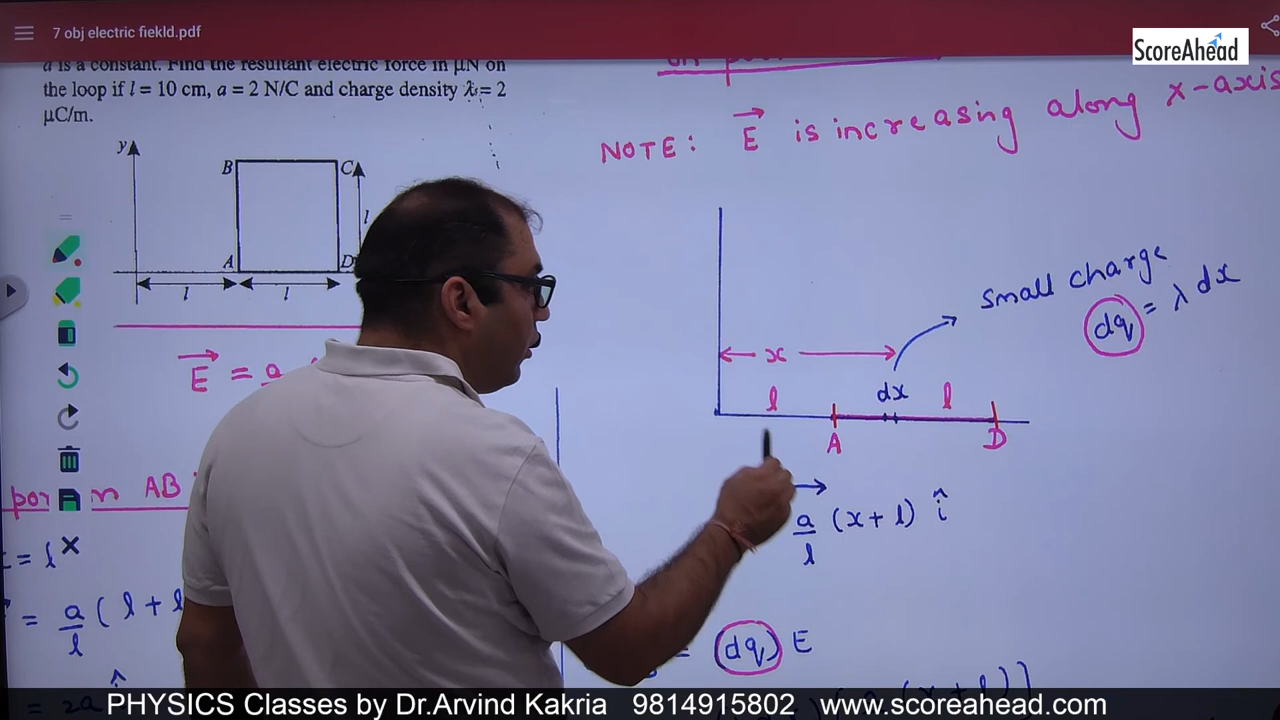 7 obj electric fiekld.pdf
ScoreAhead
a is a constant. Find the resultant electric force in μN on
the loop if l = 10 cm, a = 2 N/C and charge density λ = 2
μC/m.
NOTE: E is increasing along x-axis
y
B
C
l
A
D
l
l
small charge
dq = λ dx
x
l
dx
l
A
D
E = a
a/l (x+l) î
AB
= l
= a/l ( l + l
= 2a î
dq E
(x+l)
PHYSICS Classes by Dr.Arvind Kakria 9814915802 www.scoreahead.com